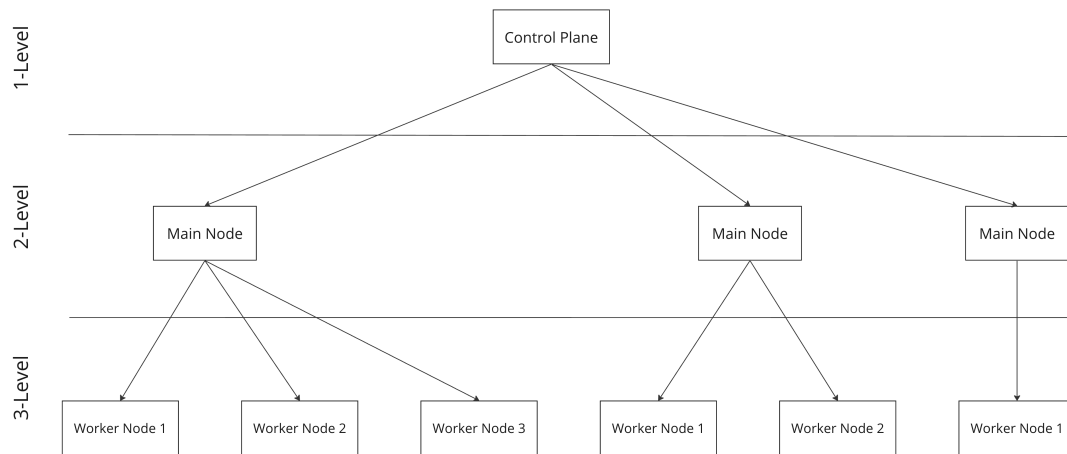 1-Level
Control Plane
2-Level
Main Node
Main Node
Main Node
3-Level
Worker Node 1
Worker Node 2
Worker Node 3
Worker Node 1
Worker Node 2
Worker Node 1